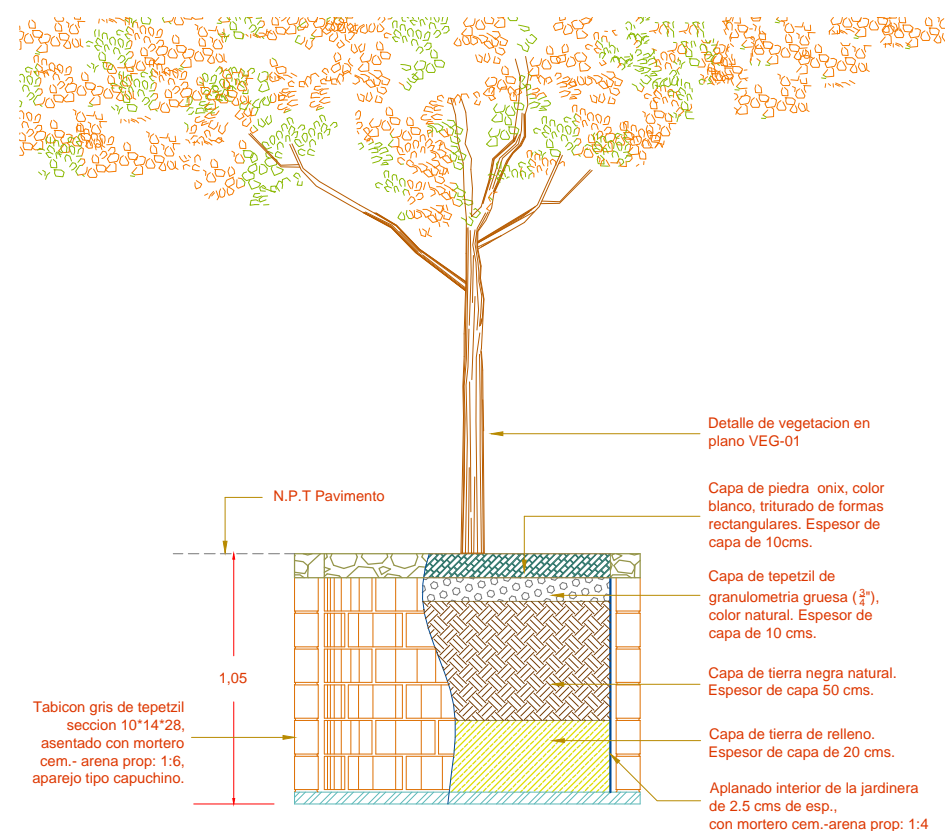 Detalle de vegetacion en
plano VEG-01
N.P.T Pavimento
Capa de piedra onix, color
blanco, triturado de formas
rectangulares. Espesor de
capa de 10cms.
Capa de tepetzil de
granulometria gruesa (3/4"),
color natural. Espesor de
capa de 10 cms.
1,05
Capa de tierra negra natural.
Espesor de capa 50 cms.
Tabicon gris de tepetzil
seccion 10*14*28,
asentado con mortero
cem.- arena prop: 1:6,
aparejo tipo capuchino.
Capa de tierra de relleno.
Espesor de capa de 20 cms.
Aplanado interior de la jardinera
de 2.5 cms de esp.,
con mortero cem.-arena prop: 1:4